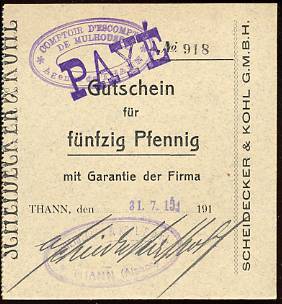 COMPTOIR D'ESCOMPTE
DE MULHOUSE
PAYÉ
№ 918
Gutschein
für
fünfzig Pfennig
mit Garantie der Firma
THANN, den 31. 7. 15 191
THANN
SCHEIDECKER & KOHL
SCHEIDECKER & KOHL G.M.B.H.